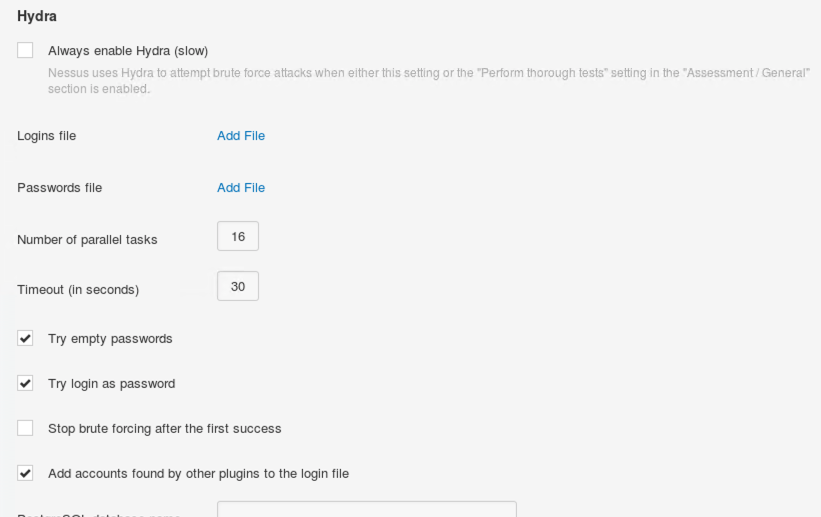 Hydra
Always enable Hydra (slow)
Nessus uses Hydra to attempt brute force attacks when either this setting or the "Perform thorough tests" setting in the "Assessment / General"
section is enabled.
Logins file Add File
Passwords file Add File
Number of parallel tasks 16
Timeout (in seconds) 30
Try empty passwords
Try login as password
Stop brute forcing after the first success
Add accounts found by other plugins to the login file
PostgreSQL database name